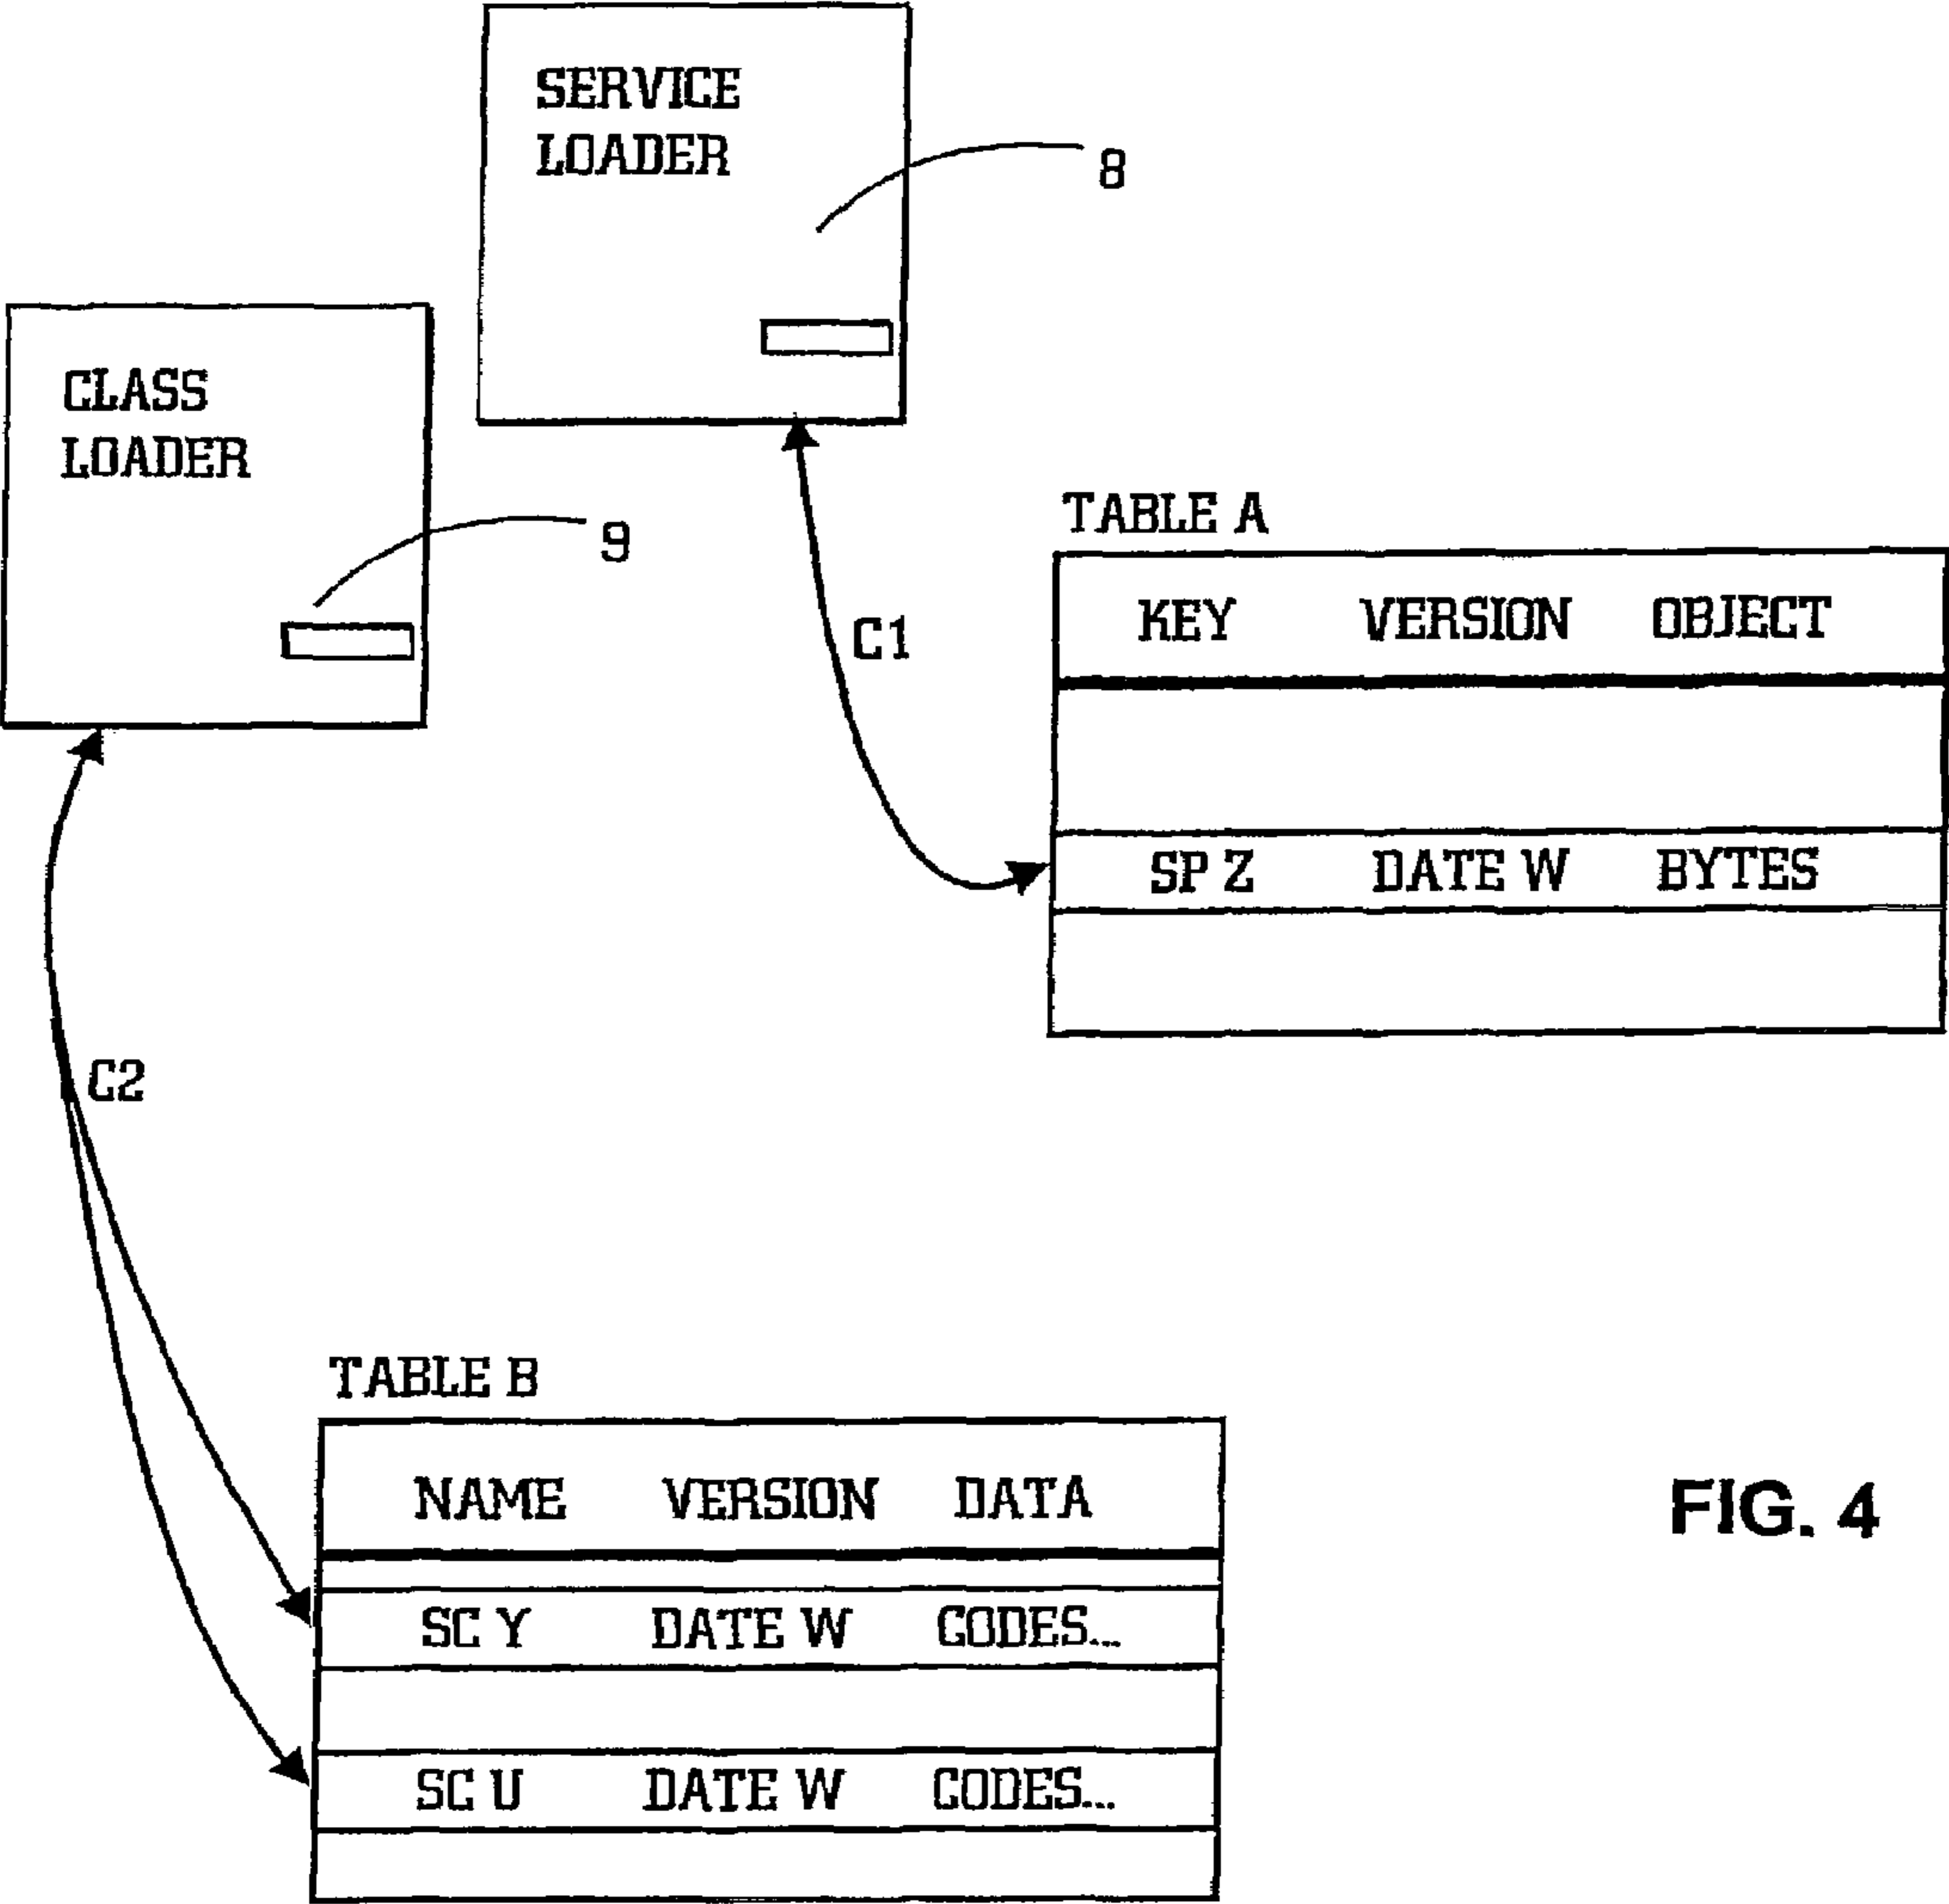 SERVICE
LOADER
8
CLASS
LOADER
9
C1
TABLE A
KEY VERSION OBJECT
SP Z DATE W BYTES
C2
TABLE B
NAME VERSION DATA
SC Y DATE W CODES...
SC U DATE W CODES...
FIG. 4